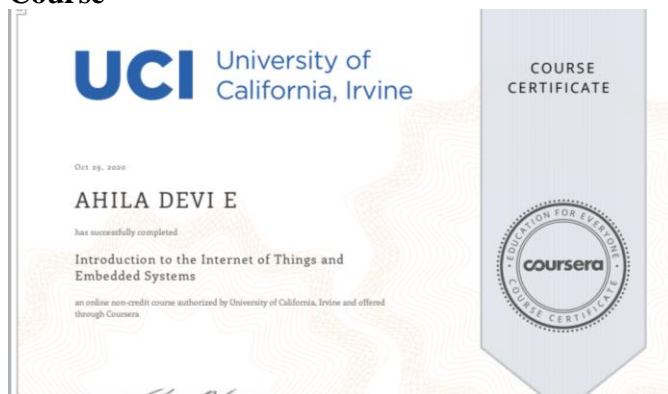 Course
UCI University of
California, Irvine
COURSE
CERTIFICATE
Oct 29, 2020
AHILA DEVI E
has successfully completed
Introduction to the Internet of Things and
Embedded Systems
an online non-credit course authorized by University of California, Irvine and offered
through Coursera
EDUCATION FOR EVERYONE
coursera
COURSE CERTIFICATE